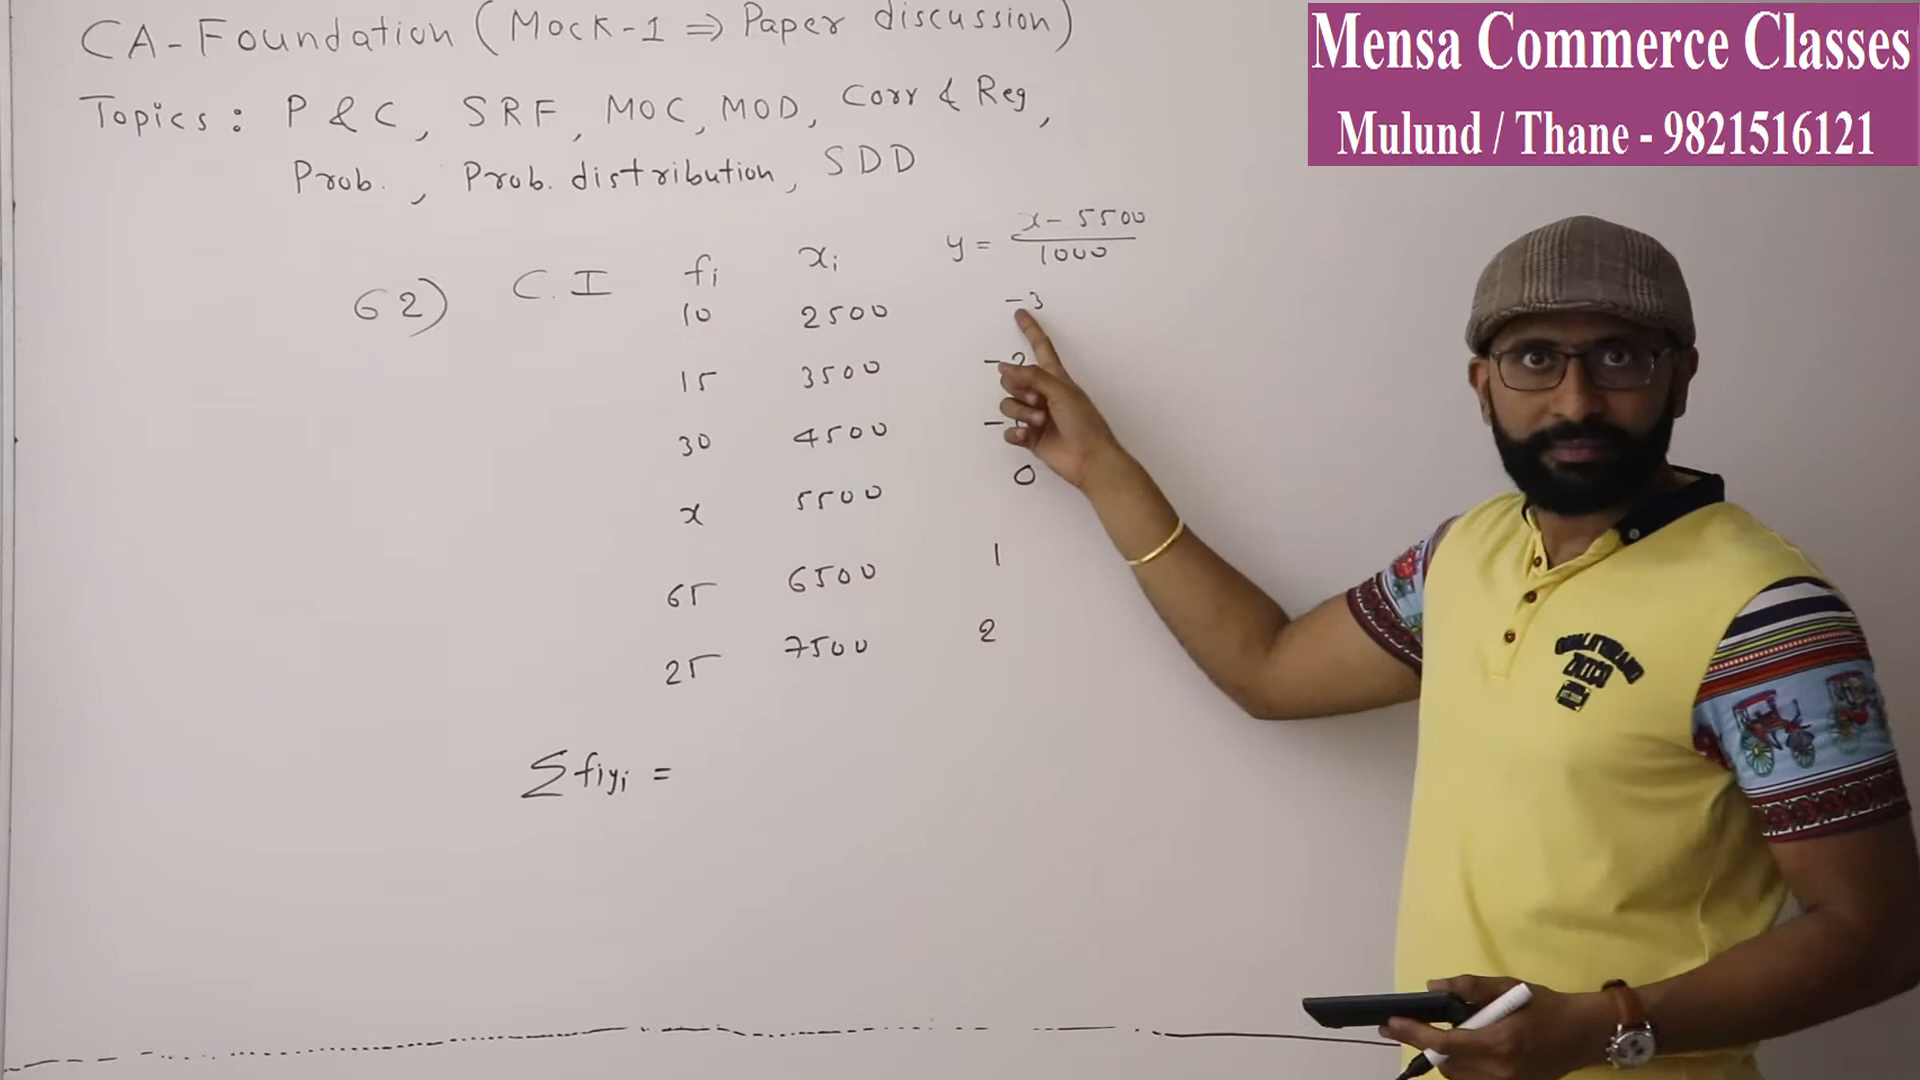 CA-Foundation (Mock-1 ⇒ Paper discussion)
Topics: P & C, SRF, MOC, MOD, Corr & Reg,
Prob., Prob. distribution, SDD
62) C.I fi xi y = x - 5500 / 1000
10 2500 -3
15 3500 -2
30 4500 -1
x 5500 0
65 6500 1
25 7500 2
∑fiyi =
Mensa Commerce Classes
Mulund / Thane - 9821516121